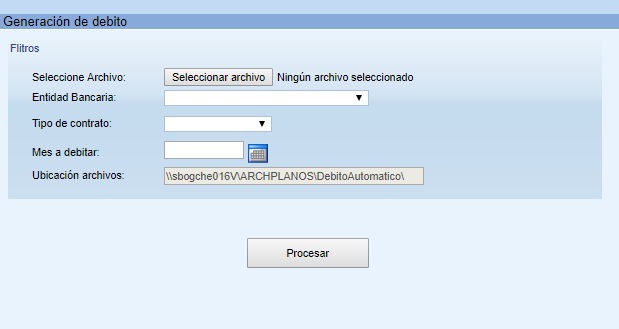 Generación de debito
Flitros
Seleccione Archivo: Seleccionar archivo Ningún archivo seleccionado
Entidad Bancaria:
Tipo de contrato:
Mes a debitar:
Ubicación archivos: \\sbogche016V\ARCHPLANOS\DebitoAutomatico\
Procesar